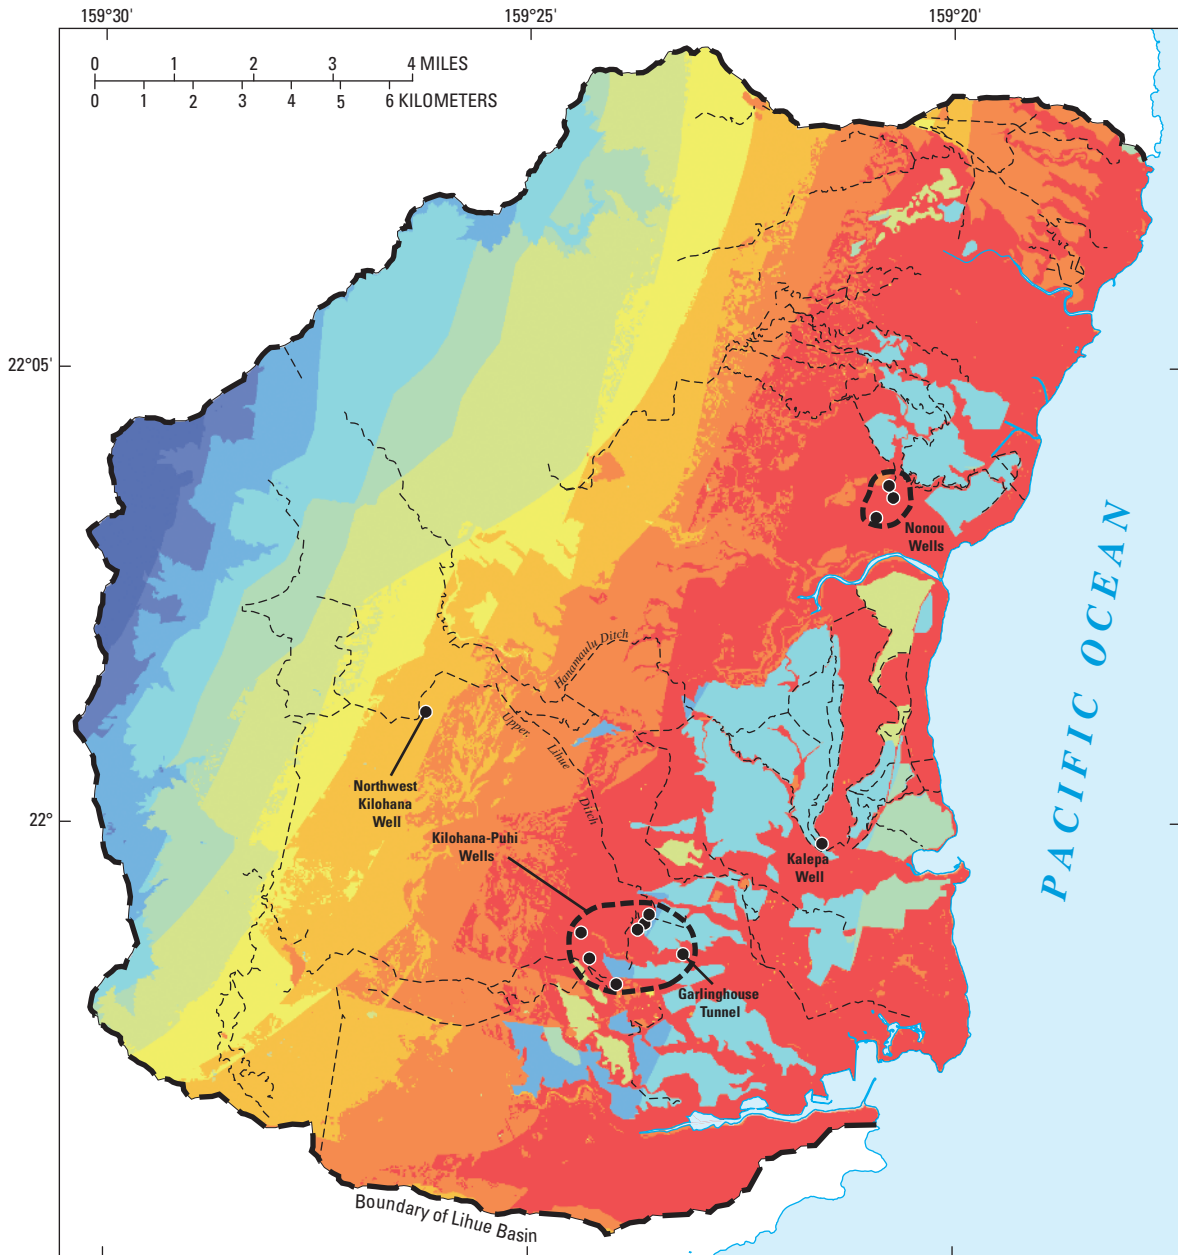 159°30' 159°25' 159°20'
0 1 2 3 4 MILES
0 1 2 3 4 5 6 KILOMETERS
22°05'
Nonou
Wells
PACIFIC OCEAN
Hanamaulu Ditch
Upper
Lihue
Ditch
Northwest
Kilohana
Well
22°
Kilohana-Puhi
Wells
Kalepa
Well
Garlinghouse
Tunnel
Boundary of Lihue Basin